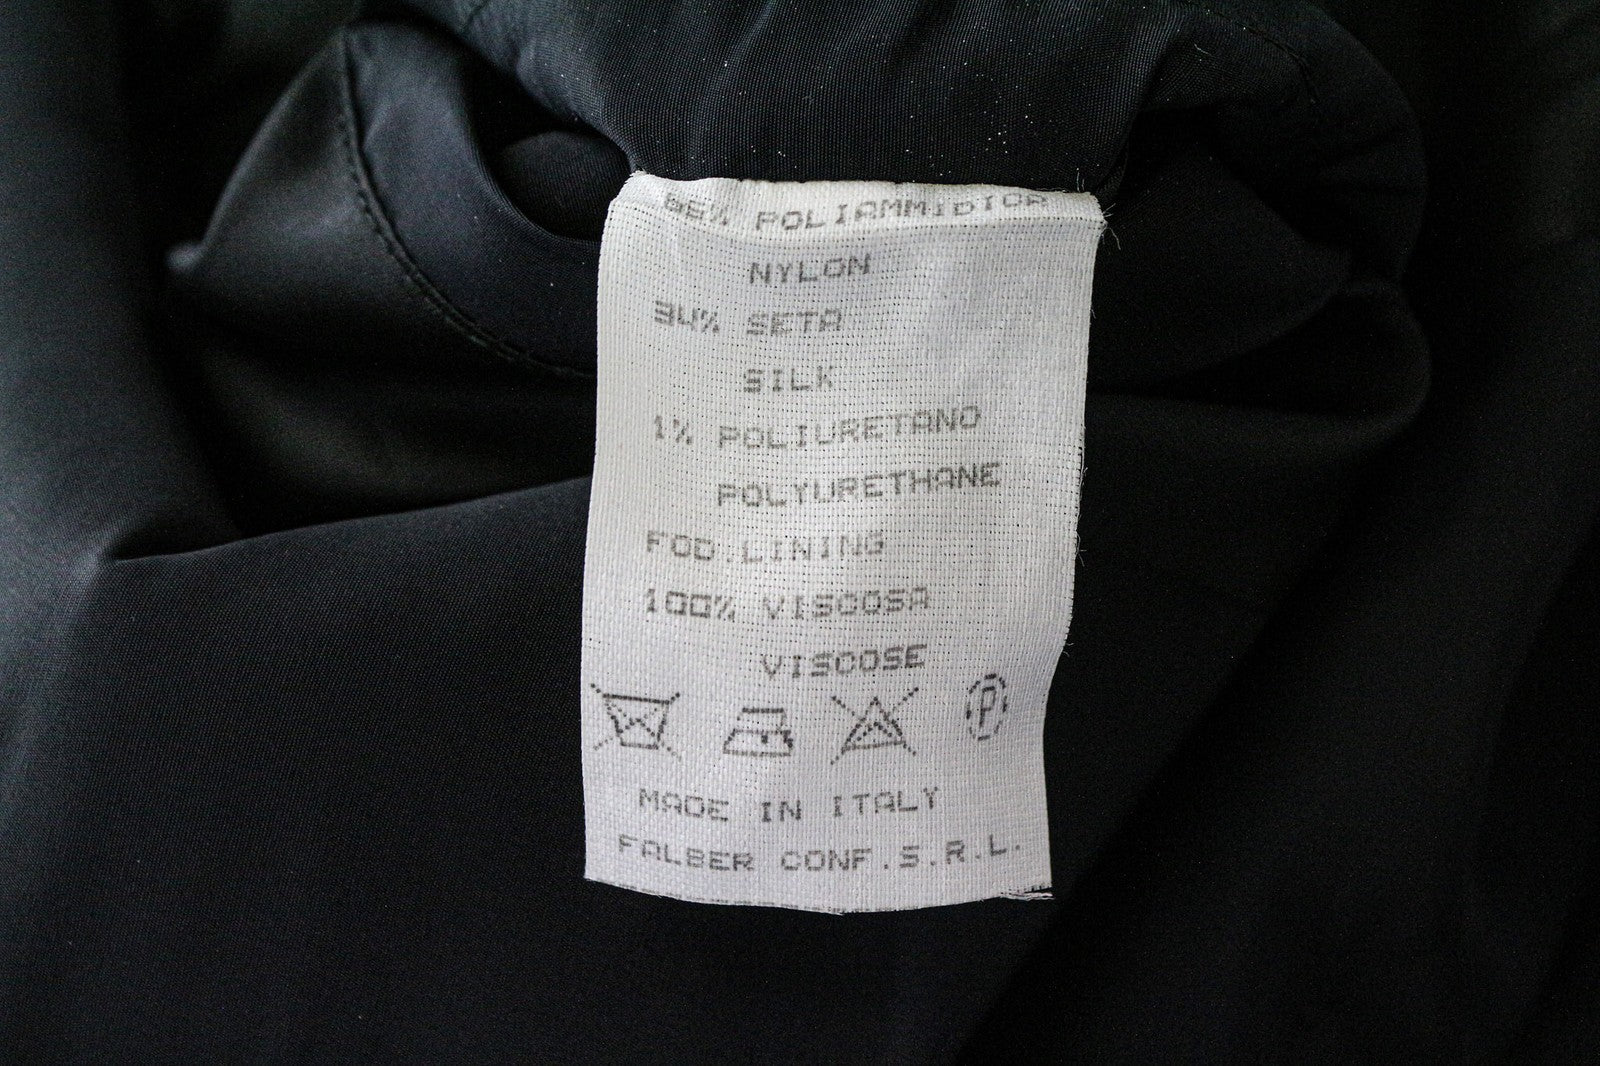 POLIAMMIDICA
NYLON
34% SETA
SILK
1% POLIURETANO
POLYURETHANE
FOD.LINING
100% VISCOSA
VISCOSE
P
MADE IN ITALY
FALBER CONF.S.R.L.